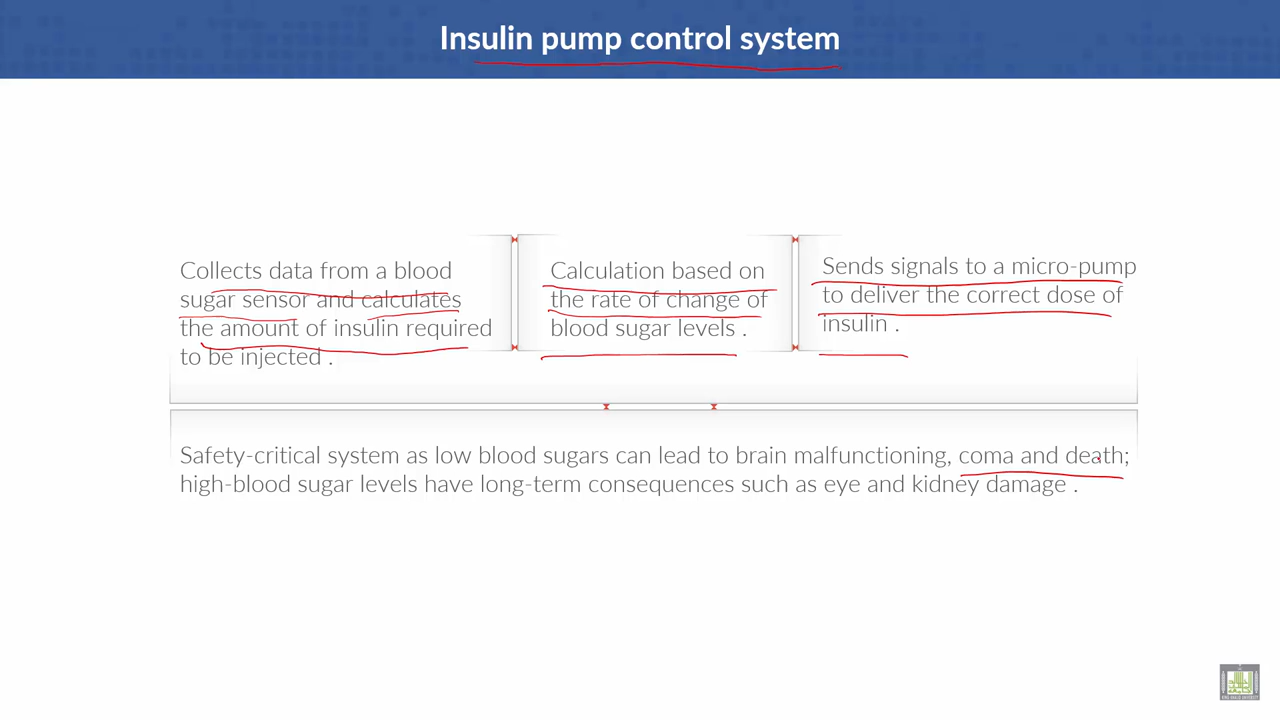 Insulin pump control system
Collects data from a blood
sugar sensor and calculates
the amount of insulin required
to be injected .
Calculation based on
the rate of change of
blood sugar levels .
Sends signals to a micro-pump
to deliver the correct dose of
insulin .
Safety-critical system as low blood sugars can lead to brain malfunctioning, coma and death;
high-blood sugar levels have long-term consequences such as eye and kidney damage .